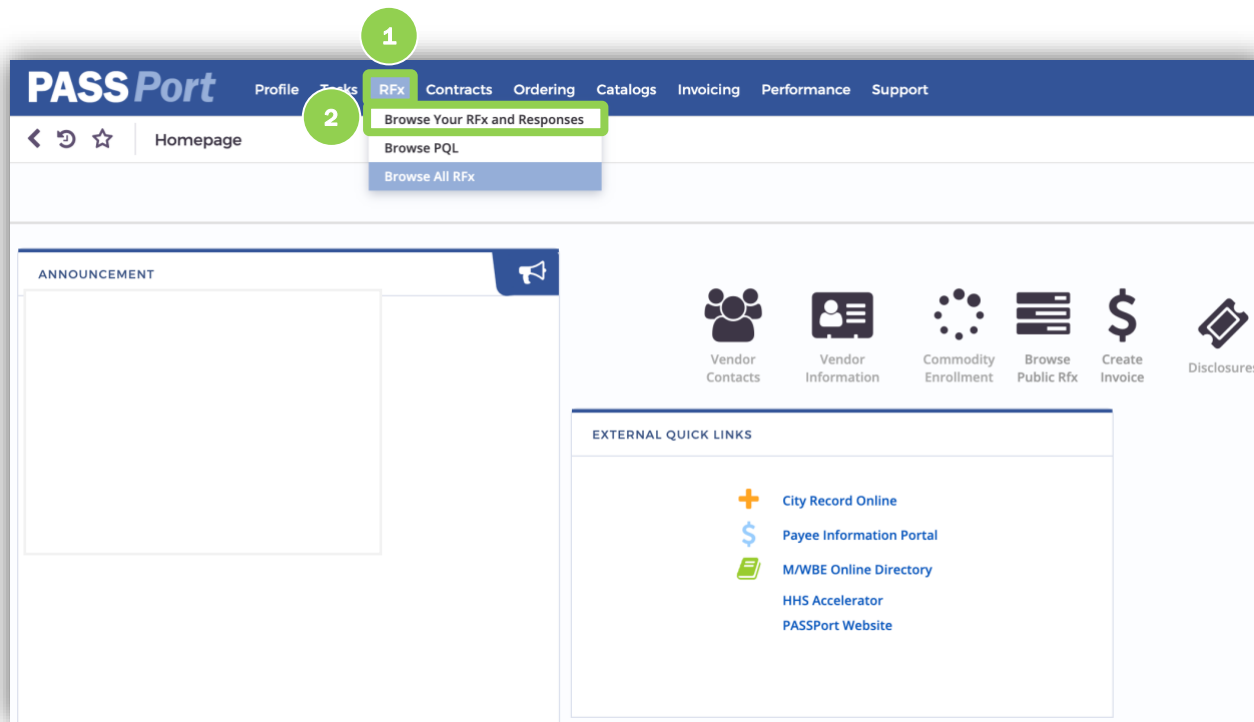 1
PASSPort Profile Tasks RFx Contracts Ordering Catalogs Invoicing Performance Support
2
Browse Your RFx and Responses
Homepage
Browse PQL
Browse All RFx
ANNOUNCEMENT
Vendor Contacts
Vendor Information
Commodity Enrollment
Browse Public Rfx
Create Invoice
Disclosures
EXTERNAL QUICK LINKS
City Record Online
Payee Information Portal
M/WBE Online Directory
HHS Accelerator
PASSPort Website